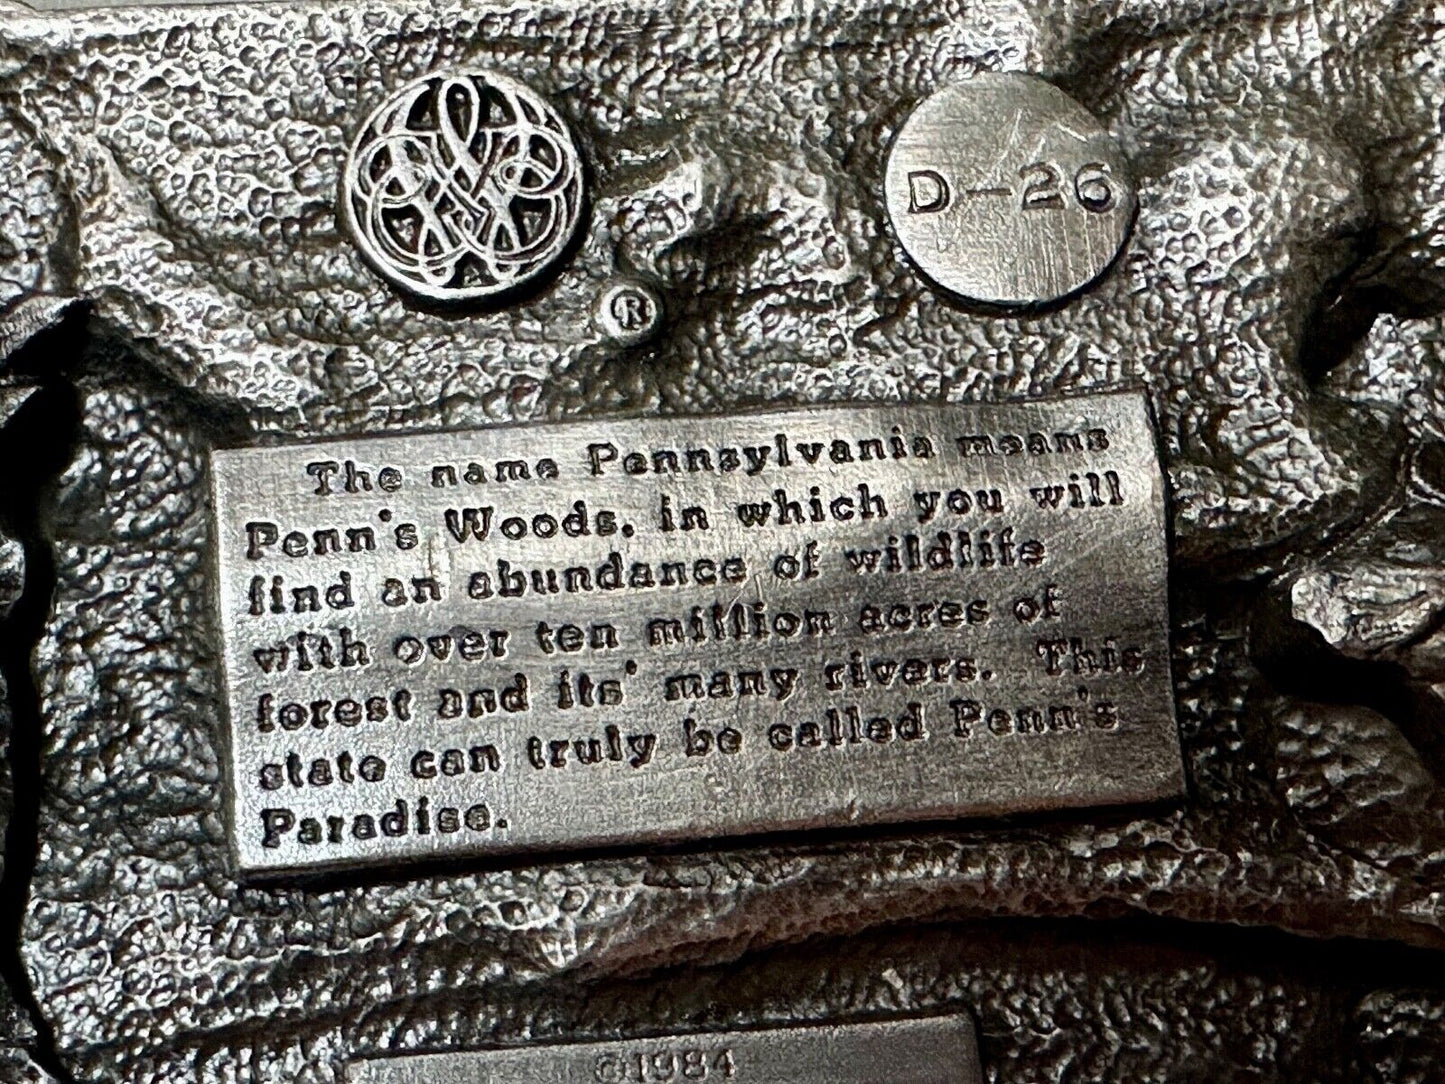 ®
D-26
The name Pennsylvania means
Penn's Woods, in which you will
find an abundance of wildlife
with over ten million acres of
forest and its' many rivers. This
state can truly be called Penn's
Paradise.
©1984